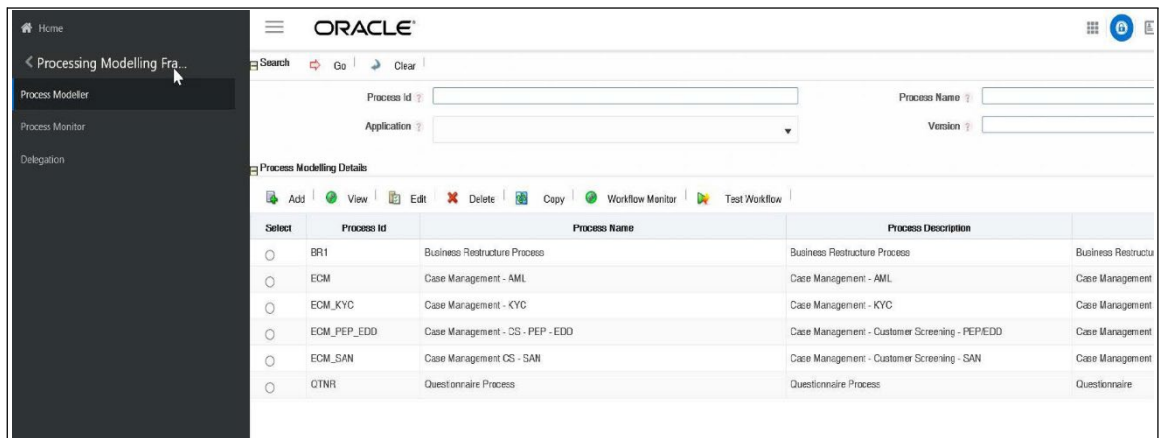 Home
ORACLE
Processing Modelling Fra...
Search Go Clear
Process Modeller
Process Id ? Process Name ?
Process Monitor
Application ? Version ?
Delegation
Process Modelling Details
Add View Edit Delete Copy Workflow Monitor Test Workflow
Select Process Id Process Name Process Description
BR1 Business Restructure Process Business Restructure Process Business Restructu
ECM Case Management - AML Case Management - AML Case Management
ECM_KYC Case Management - KYC Case Management - KYC Case Management
ECM_PEP_EDD Case Management - CS - PEP - EDD Case Management - Customer Screening - PEP/EDD Case Management
ECM_SAN Case Management CS - SAN Case Management - Customer Screening - SAN Case Management
QTNR Questionnaire Process Questionnaire Process Questionnaire